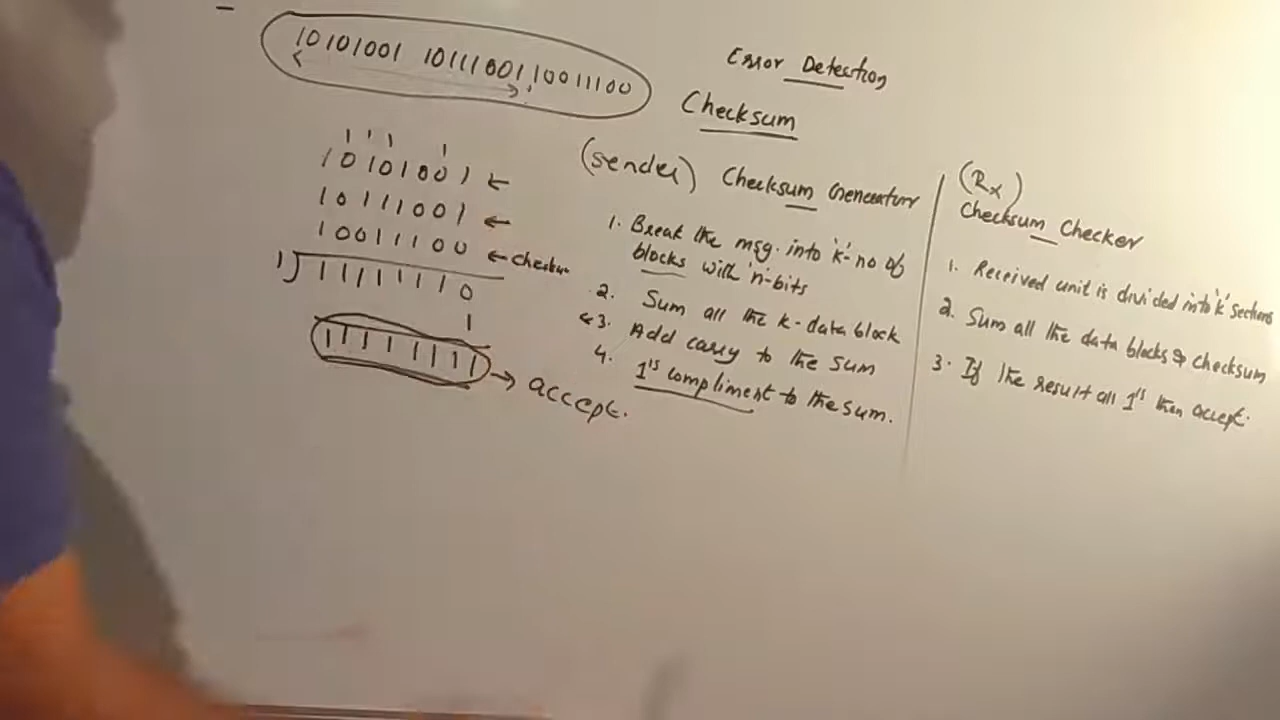 10101001 10111001 10011100
Error Detection
Checksum
1 1 1 1
10101001 ←
10111001 ←
10011100 ← checksum
1) 11111110
1
11111111 → accept.
(sender) Checksum Generator
1. Break the msg. into 'k'-no of
blocks with 'n'-bits
2. Sum all the k-data block
3. Add carry to the sum
4. 1's compliment to the sum.
(Rx)
Checksum Checker
1. Received unit is divided into 'k' sections
2. Sum all the data blocks & checksum
3. If the result all 1's then accept.